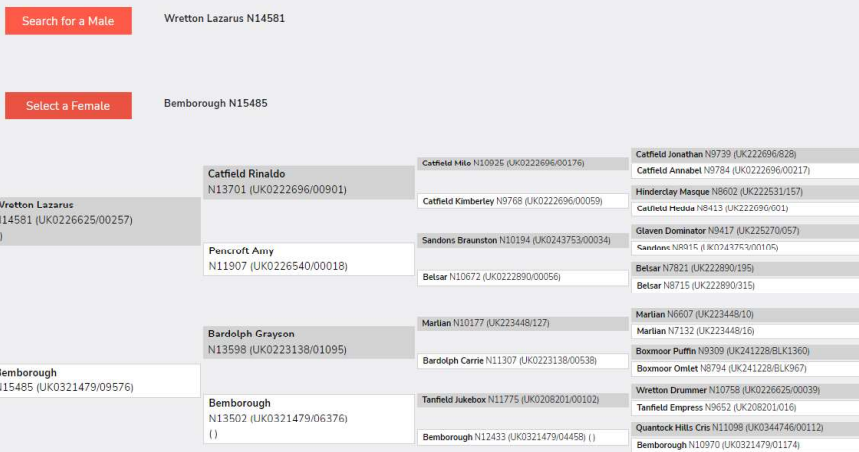 Search for a Male
Wretton Lazarus N14581
Select a Female
Bemborough N15485
Wretton Lazarus
N14581 (UK0226625/00257)
)
Bemborough
N15485 (UK0321479/09576)
Catfield Rinaldo
N13701 (UK0222696/00901)
Pencroft Amy
N11907 (UK0226540/00018)
Bardolph Grayson
N13598 (UK0223138/01095)
Bemborough
N13502 (UK0321479/06376)
( )
Catfield Milo N10925 (UK0222696/00176)
Catfield Kimberley N9768 (UK0222696/00059)
Sandons Braunston N10194 (UK0243753/00034)
Belsar N10672 (UK0222890/00056)
Marlian N10177 (UK223448/127)
Bardolph Carrie N11307 (UK0223138/00538)
Tanfield Jukebox N11775 (UK0208201/00102)
Bemborough N12433 (UK0321479/04458) ( )
Catfield Jonathan N9739 (UK222696/828)
Catfield Annabel N9784 (UK0222696/00217)
Hinderclay Masque N8602 (UK222531/157)
Catfield Hedda N8413 (UK222696/601)
Glaven Dominator N9417 (UK225270/057)
Sandons N8915 (UK0243753/00105)
Belsar N7821 (UK222890/195)
Belsar N8715 (UK222890/315)
Marlian N6607 (UK223448/10)
Marlian N7132 (UK223448/16)
Boxmoor Puffin N9309 (UK241228/BLK1360)
Boxmoor Omlet N8794 (UK241228/BLK967)
Wretton Drummer N10758 (UK0226625/00039)
Tanfield Empress N9652 (UK208201/016)
Quantock Hills Cris N11098 (UK0344746/00112)
Bemborough N10970 (UK0321479/01174)